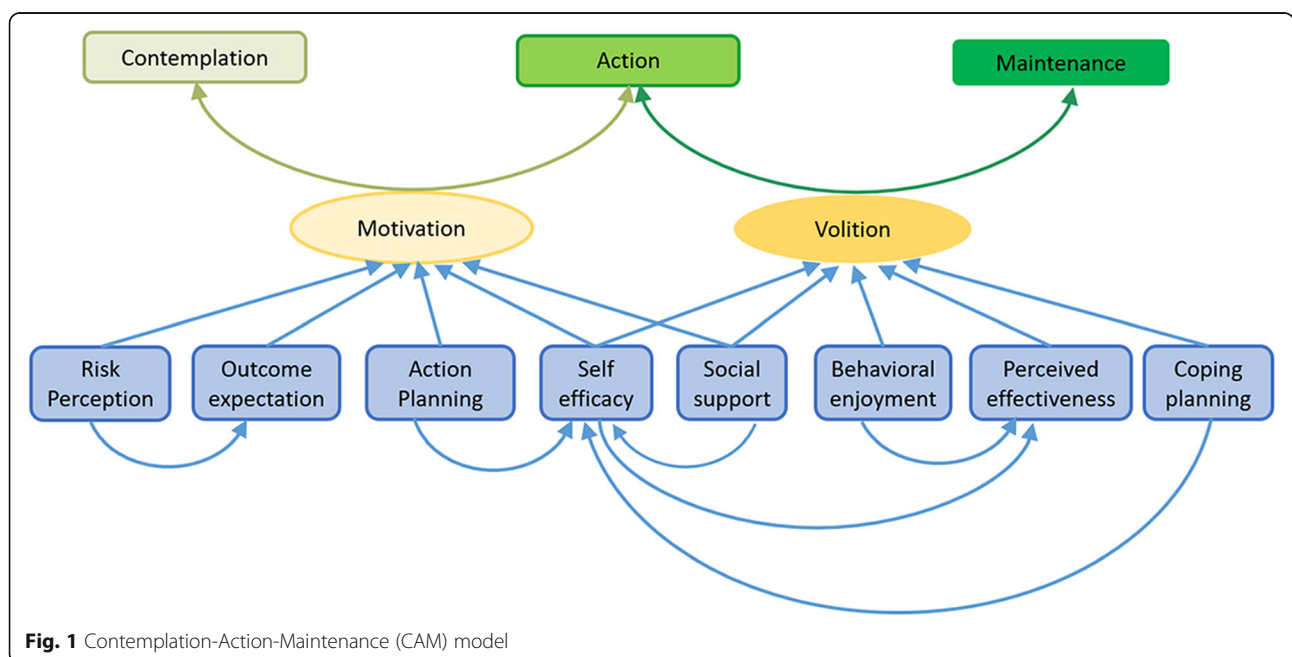 Contemplation
Action
Maintenance
Motivation
Volition
Risk
Perception
Outcome
expectation
Action
Planning
Self
efficacy
Social
support
Behavioral
enjoyment
Perceived
effectiveness
Coping
planning
Fig. 1 Contemplation-Action-Maintenance (CAM) model